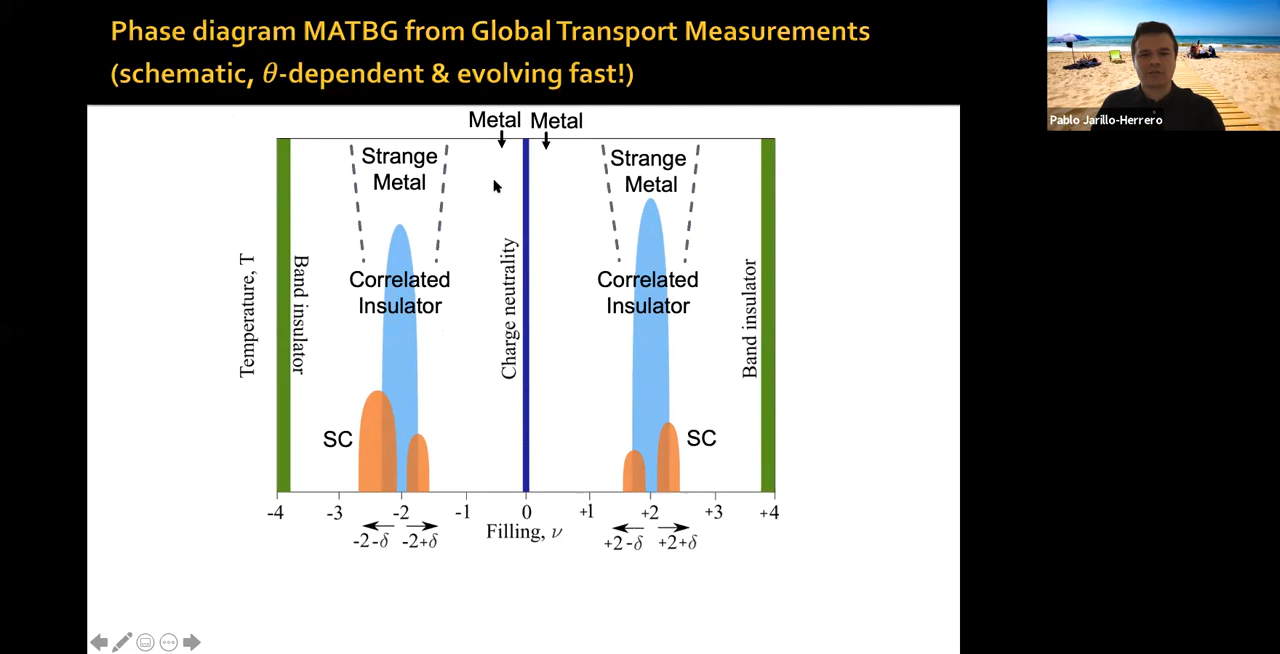 Phase diagram MATBG from Global Transport Measurements
(schematic, θ-dependent & evolving fast!)
Pablo Jarillo-Herrero
Metal Metal
Strange
Metal
Strange
Metal
Temperature, T
Band insulator
Correlated
Insulator
Charge neutrality
Correlated
Insulator
Band insulator
SC
SC
-4 -3 -2 -1 0 +1 +2 +3 +4
Filling, ν
-2-δ -2+δ +2-δ +2+δ